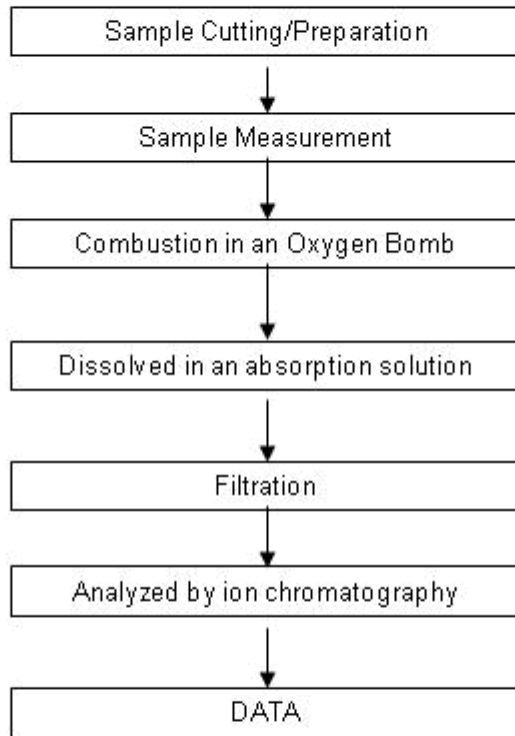 Sample Cutting/Preparation
Sample Measurement
Combustion in an Oxygen Bomb
Dissolved in an absorption solution
Filtration
Analyzed by ion chromatography
DATA